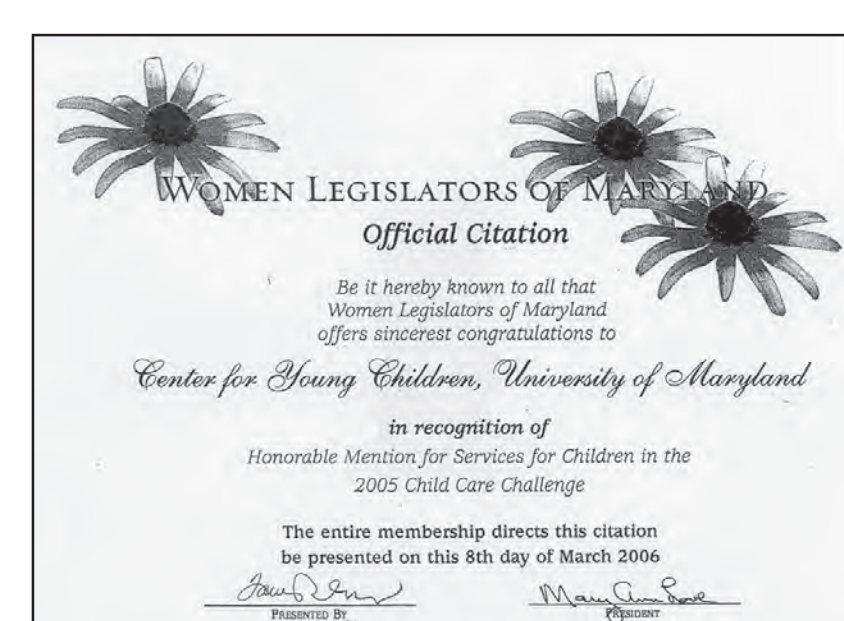 WOMEN LEGISLATORS OF MARYLAND
Official Citation
Be it hereby known to all that
Women Legislators of Maryland
offers sincerest congratulations to
Center for Young Children, University of Maryland
in recognition of
Honorable Mention for Services for Children in the
2005 Child Care Challenge
The entire membership directs this citation
be presented on this 8th day of March 2006
Mary Ann Love
PRESENTED BY PRESIDENT